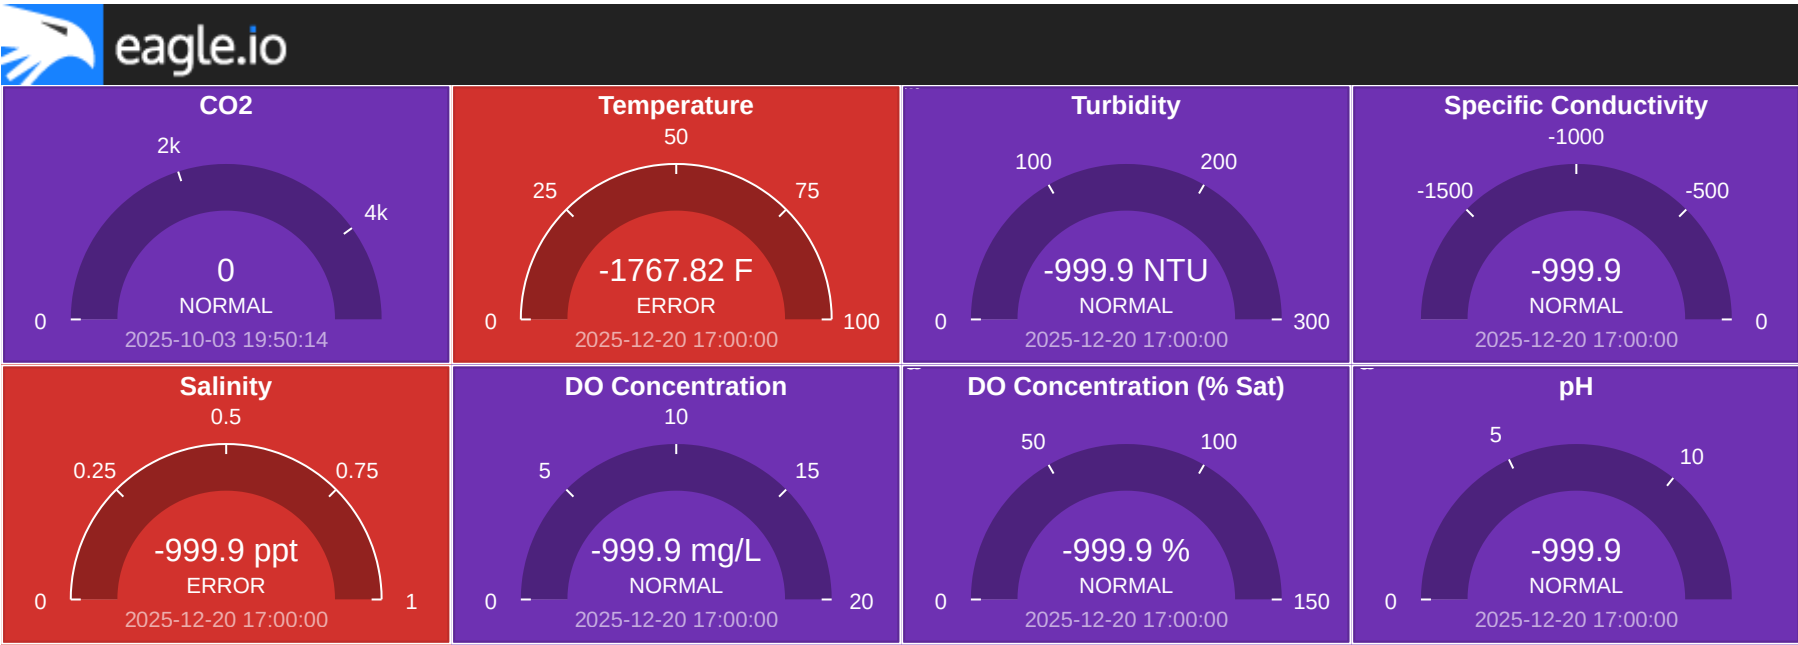 eagle.io
CO2
2k
4k
0
0
NORMAL
2025-10-03 19:50:14
Temperature
50
25
75
-1767.82 F
ERROR
0
100
2025-12-20 17:00:00
Turbidity
100
200
-999.9 NTU
NORMAL
0
300
2025-12-20 17:00:00
Specific Conductivity
-1000
-1500
-500
-999.9
NORMAL
0
2025-12-20 17:00:00
Salinity
0.5
0.25
0.75
-999.9 ppt
ERROR
0
1
2025-12-20 17:00:00
DO Concentration
10
5
15
-999.9 mg/L
NORMAL
0
20
2025-12-20 17:00:00
DO Concentration (% Sat)
50
100
-999.9 %
NORMAL
0
150
2025-12-20 17:00:00
pH
5
10
-999.9
NORMAL
0
2025-12-20 17:00:00